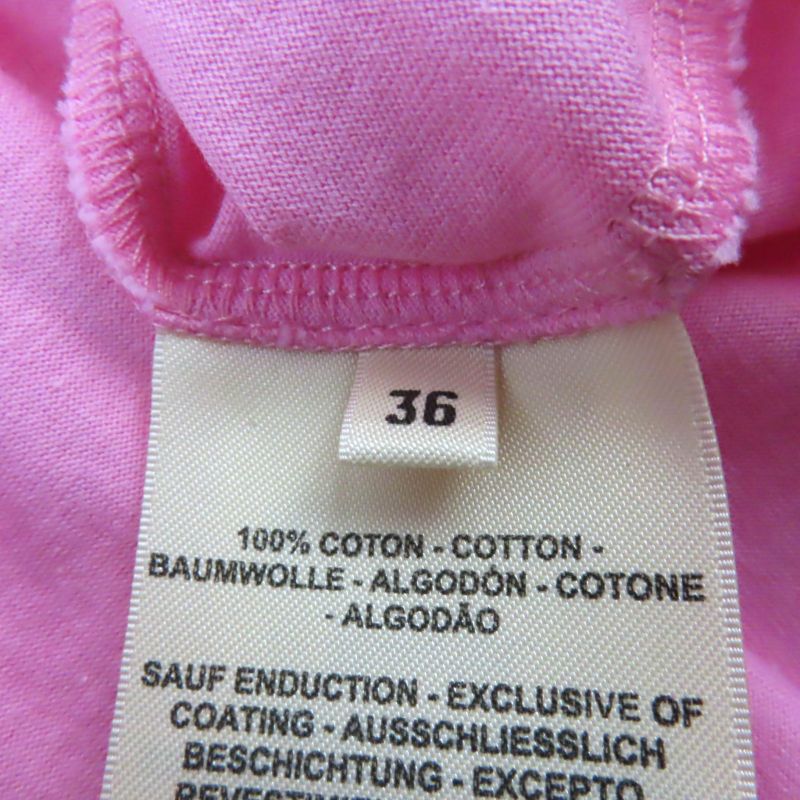 36
100% COTON - COTTON -
BAUMWOLLE - ALGODÓN - COTONE
- ALGODÃO
SAUF ENDUCTION - EXCLUSIVE OF
COATING - AUSSCHLIESSLICH
BESCHICHTUNG - EXCEPTO